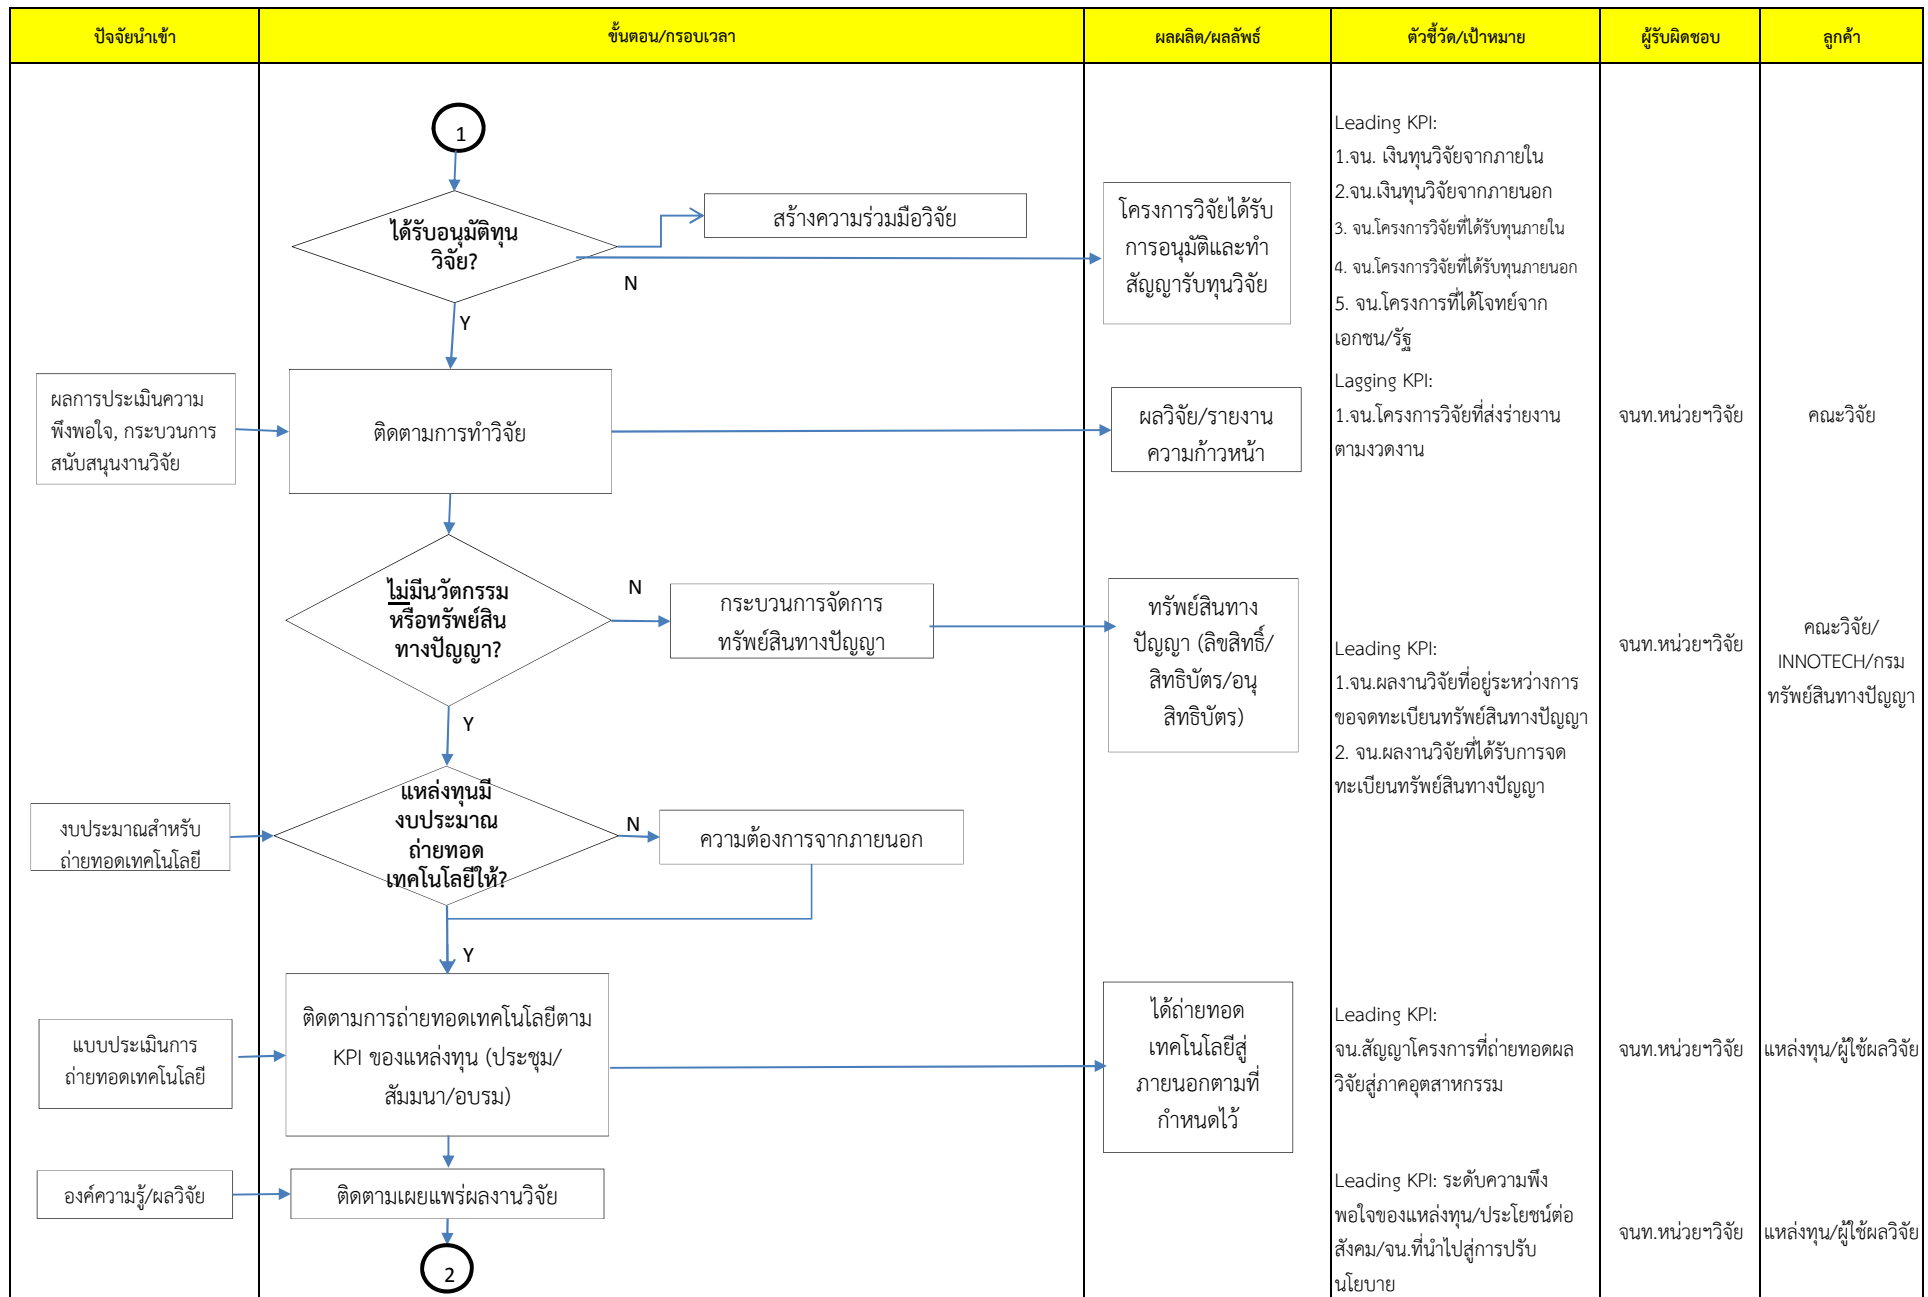 ปัจจัยนำเข้า
ขั้นตอน/กรอบเวลา
ผลผลิต/ผลลัพธ์
ตัวชี้วัด/เป้าหมาย
ผู้รับผิดชอบ
ลูกค้า
1
ได้รับอนุมัติทุน
วิจัย?
สร้างความร่วมมือวิจัย
N
Y
โครงการวิจัยได้รับ
การอนุมัติและทำ
สัญญารับทุนวิจัย
Leading KPI:
1.จน. เงินทุนวิจัยจากภายใน
2.จน.เงินทุนวิจัยจากภายนอก
3. จน.โครงการวิจัยที่ได้รับทุนภายใน
4. จน.โครงการวิจัยที่ได้รับทุนภายนอก
5. จน.โครงการที่ได้โจทย์จาก
เอกชน/รัฐ
ผลการประเมินความ
พึงพอใจ, กระบวนการ
สนับสนุนงานวิจัย
ติดตามการทำวิจัย
ผลวิจัย/รายงาน
ความก้าวหน้า
Lagging KPI:
1.จน.โครงการวิจัยที่ส่งร่ายงาน
ตามงวดงาน
จนท.หน่วยฯวิจัย
คณะวิจัย
ไม่มีนวัตกรรม
หรือทรัพย์สิน
ทางปัญญา?
N
Y
กระบวนการจัดการ
ทรัพย์สินทางปัญญา
ทรัพย์สินทาง
ปัญญา (ลิขสิทธิ์/
สิทธิบัตร/อนุ
สิทธิบัตร)
Leading KPI:
1.จน.ผลงานวิจัยที่อยู่ระหว่างการ
ขอจดทะเบียนทรัพย์สินทางปัญญา
2. จน.ผลงานวิจัยที่ได้รับการจด
ทะเบียนทรัพย์สินทางปัญญา
จนท.หน่วยฯวิจัย
คณะวิจัย/
INNOTECH/กรม
ทรัพย์สินทางปัญญา
งบประมาณสำหรับ
ถ่ายทอดเทคโนโลยี
แหล่งทุนมี
งบประมาณ
ถ่ายทอด
เทคโนโลยีให้?
N
Y
ความต้องการจากภายนอก
แบบประเมินการ
ถ่ายทอดเทคโนโลยี
ติดตามการถ่ายทอดเทคโนโลยีตาม
KPI ของแหล่งทุน (ประชุม/
สัมมนา/อบรม)
ได้ถ่ายทอด
เทคโนโลยีสู่
ภายนอกตามที่
กำหนดไว้
Leading KPI:
จน.สัญญาโครงการที่ถ่ายทอดผล
วิจัยสู่ภาคอุตสาหกรรม
จนท.หน่วยฯวิจัย
แหล่งทุน/ผู้ใช้ผลวิจัย
องค์ความรู้/ผลวิจัย
ติดตามเผยแพร่ผลงานวิจัย
Leading KPI: ระดับความพึง
พอใจของแหล่งทุน/ประโยชน์ต่อ
สังคม/จน.ที่นำไปสู่การปรับ
นโยบาย
จนท.หน่วยฯวิจัย
แหล่งทุน/ผู้ใช้ผลวิจัย
2